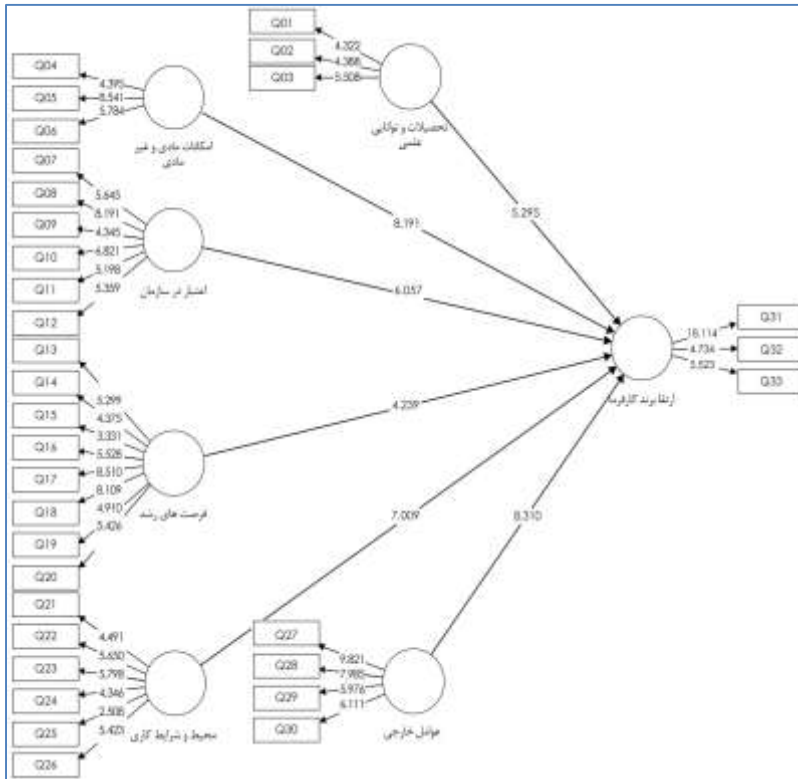 Q01
Q02
Q03
4.322
4.388
5.508
تحصیلات و توانایی
علمی
Q04
Q05
Q06
4.395
8.541
5.784
امکانات مادی و غیر
مادی
Q07
Q08
Q09
Q10
Q11
Q12
5.645
8.191
4.345
6.821
5.198
5.359
اعتبار در سازمان
Q13
Q14
Q15
Q16
Q17
Q18
Q19
Q20
5.299
4.375
3.331
5.528
8.510
8.109
4.910
5.426
فرصت های رشد
Q21
Q22
Q23
Q24
Q25
Q26
4.491
5.650
5.798
4.346
2.508
5.423
محیط و شرایط کاری
Q27
Q28
Q29
Q30
9.821
7.985
5.976
6.111
عوامل خارجی
5.295
8.191
6.057
4.239
7.009
8.310
ارتقا برند کارفرما
18.114
4.734
5.523
Q31
Q32
Q33